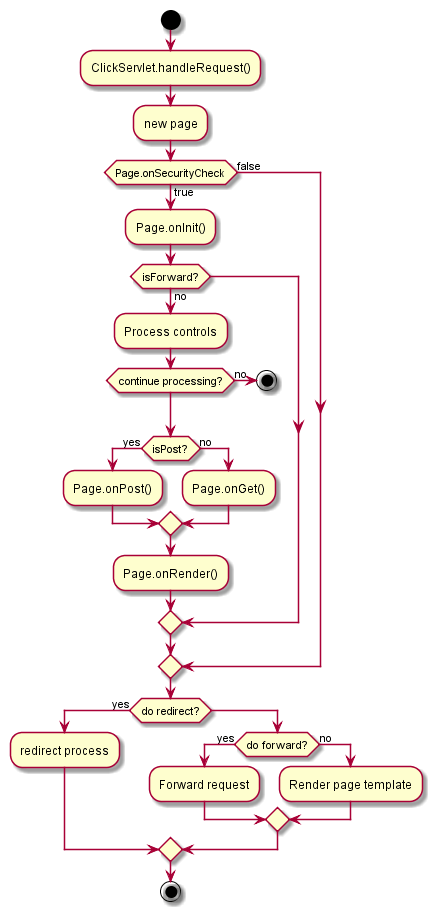 ClickServlet.handleRequest()
new page
Page.onSecurityCheck
false
true
Page.onInit()
isForward?
no
Process controls
continue processing?
no
yes
isPost?
no
Page.onPost()
Page.onGet()
Page.onRender()
yes
do redirect?
redirect process
yes
do forward?
no
Forward request
Render page template